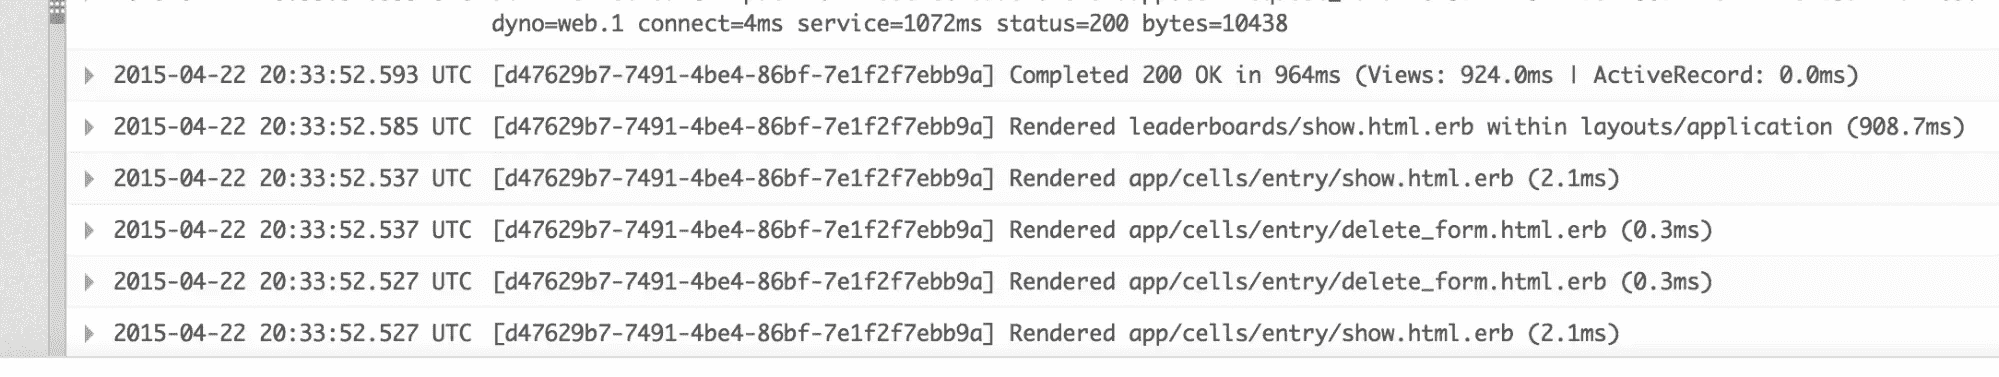 dyno=web.1 connect=4ms service=1072ms status=200 bytes=10438
2015-04-22 20:33:52.593 UTC [d47629b7-7491-4be4-86bf-7e1f2f7ebb9a] Completed 200 OK in 964ms (Views: 924.0ms | ActiveRecord: 0.0ms)
2015-04-22 20:33:52.585 UTC [d47629b7-7491-4be4-86bf-7e1f2f7ebb9a] Rendered leaderboards/show.html.erb within layouts/application (908.7ms)
2015-04-22 20:33:52.537 UTC [d47629b7-7491-4be4-86bf-7e1f2f7ebb9a] Rendered app/cells/entry/show.html.erb (2.1ms)
2015-04-22 20:33:52.537 UTC [d47629b7-7491-4be4-86bf-7e1f2f7ebb9a] Rendered app/cells/entry/delete_form.html.erb (0.3ms)
2015-04-22 20:33:52.527 UTC [d47629b7-7491-4be4-86bf-7e1f2f7ebb9a] Rendered app/cells/entry/delete_form.html.erb (0.3ms)
2015-04-22 20:33:52.527 UTC [d47629b7-7491-4be4-86bf-7e1f2f7ebb9a] Rendered app/cells/entry/show.html.erb (2.1ms)